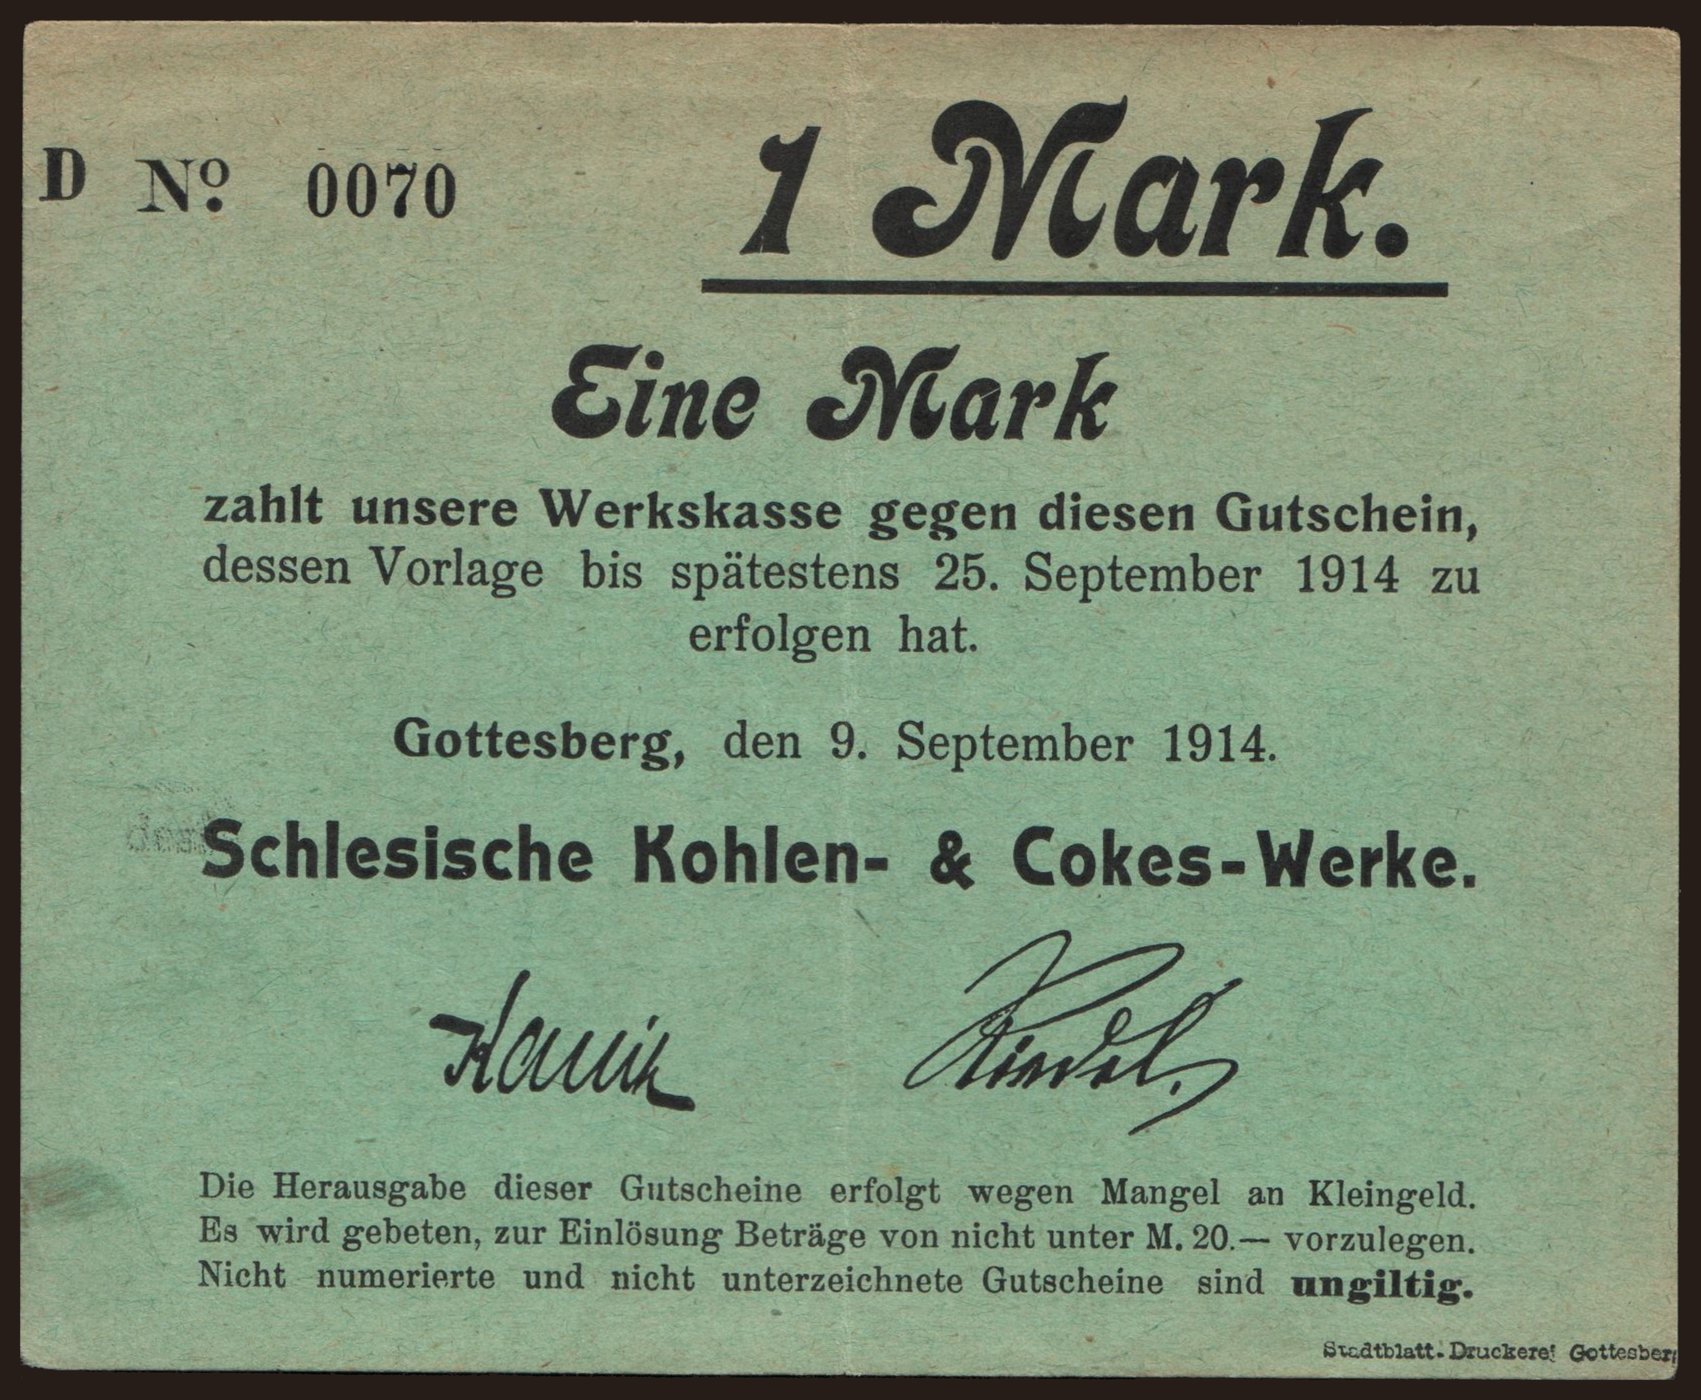 D No. 0070
1 Mark.
Eine Mark
zahlt unsere Werkskasse gegen diesen Gutschein,
dessen Vorlage bis spätestens 25. September 1914 zu
erfolgen hat.
Gottesberg, den 9. September 1914.
Schlesische Kohlen- & Cokes-Werke.
Riedel.
Die Herausgabe dieser Gutscheine erfolgt wegen Mangel an Kleingeld.
Es wird gebeten, zur Einlösung Beträge von nicht unter M. 20.— vorzulegen.
Nicht numerierte und nicht unterzeichnete Gutscheine sind ungiltig.
Stadtblatt-Druckerei Gottesberg